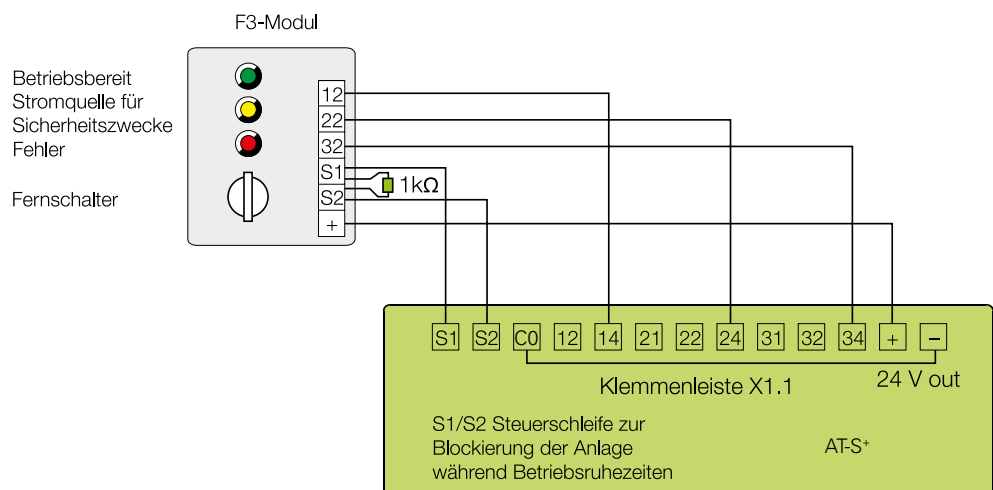 F3-Modul
Betriebsbereit
Stromquelle für
Sicherheitszwecke
Fehler
Fernschalter
12
22
32
S1
S2
+
1kΩ
S1 S2 C0 12 14 21 22 24 31 32 34 + −
Klemmenleiste X1.1
24 V out
S1/S2 Steuerschleife zur
Blockierung der Anlage
während Betriebsruhezeiten
AT-S⁺